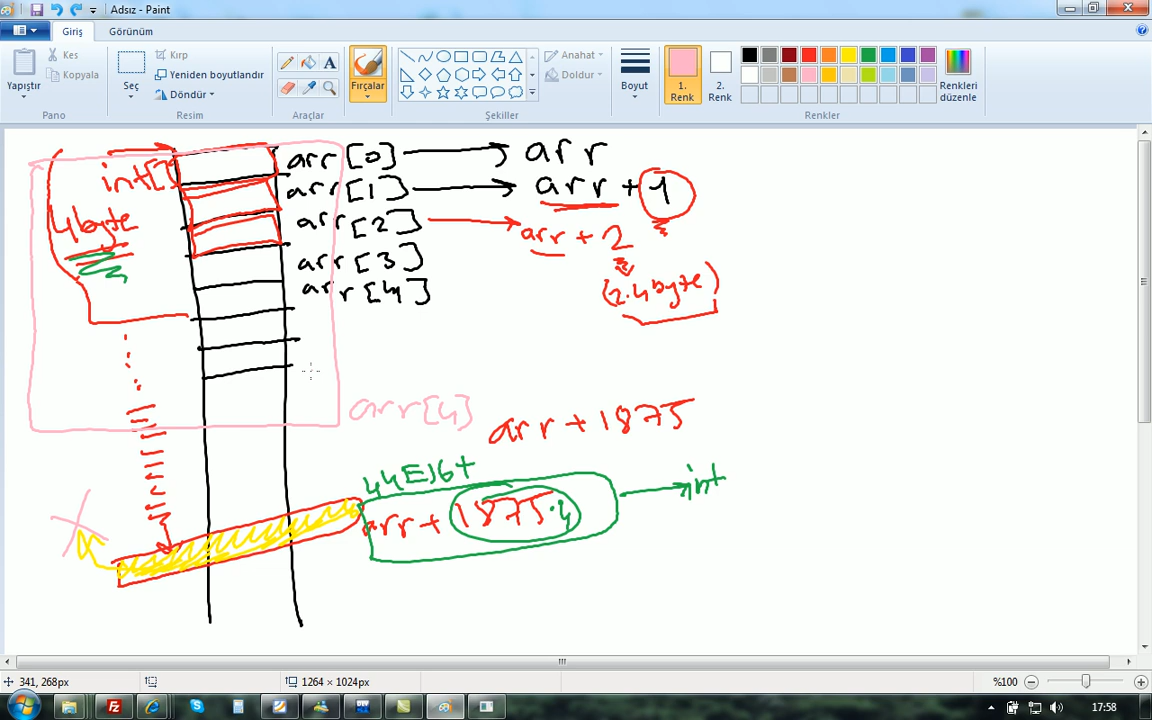 Adsız - Paint
Giriş
Görünüm
Yapıştır
Kes
Kopyala
Pano
Seç
Kırp
Yeniden boyutlandır
Döndür
Resim
A
Araçlar
Fırçalar
Anahat
Doldur
Şekiller
Boyut
1. Renk
2. Renk
Renkleri düzenle
Renkler
int[]
4byte
arr [0] arr
arr [1] arr + 1
arr [2] arr + 2
arr [3] (2.4byte)
arr [4]
arr[4]
arr + 1875
44E16+
arr + 1875.4
int
341, 268px
1264 × 1024px
%100
17:58